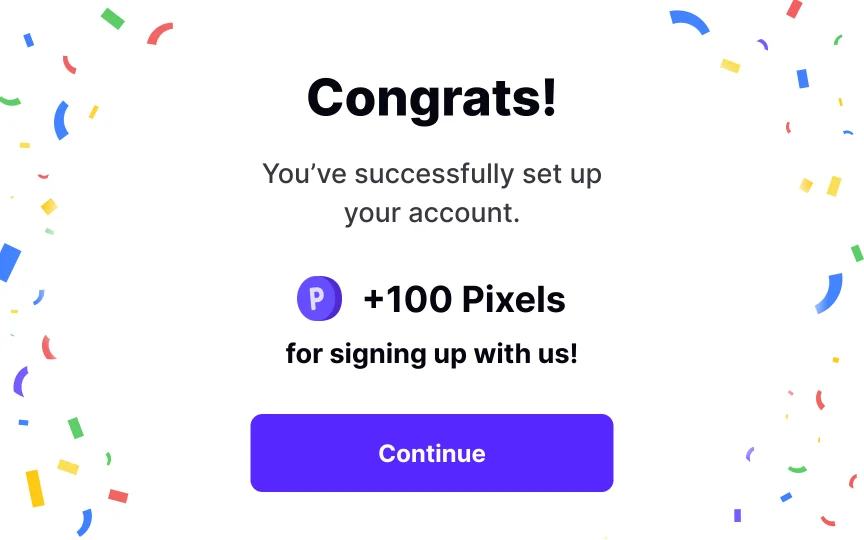 Congrats!
You’ve successfully set up
your account.
P +100 Pixels
for signing up with us!
Continue